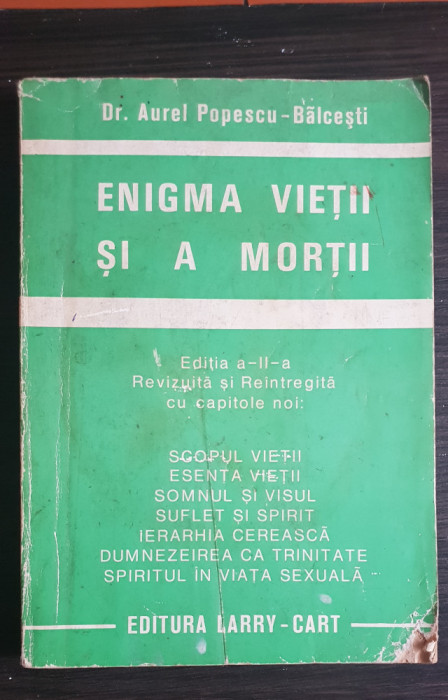 Dr. Aurel Popescu-Bălcești
ENIGMA VIEȚII
ȘI A MORȚII
Ediția a-II-a
Revizuită și Reîntregită
cu capitole noi:
SCOPUL VIEȚII
ESENȚA VIEȚII
SOMNUL ȘI VISUL
SUFLET ȘI SPIRIT
IERARHIA CEREASCĂ
DUMNEZEIREA CA TRINITATE
SPIRITUL ÎN VIAȚA SEXUALĂ
EDITURA LARRY-CART